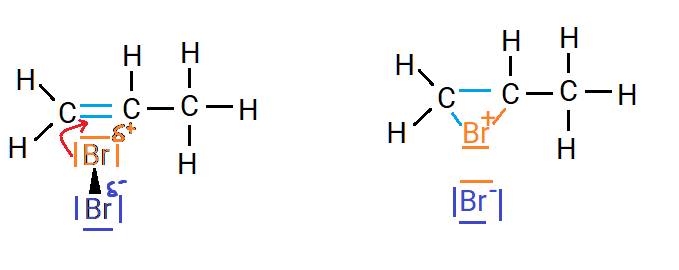 H H
H
C C C H
H δ+
Br H
δ-
Br
H H
H
C C C H
H Br+
H
Br-